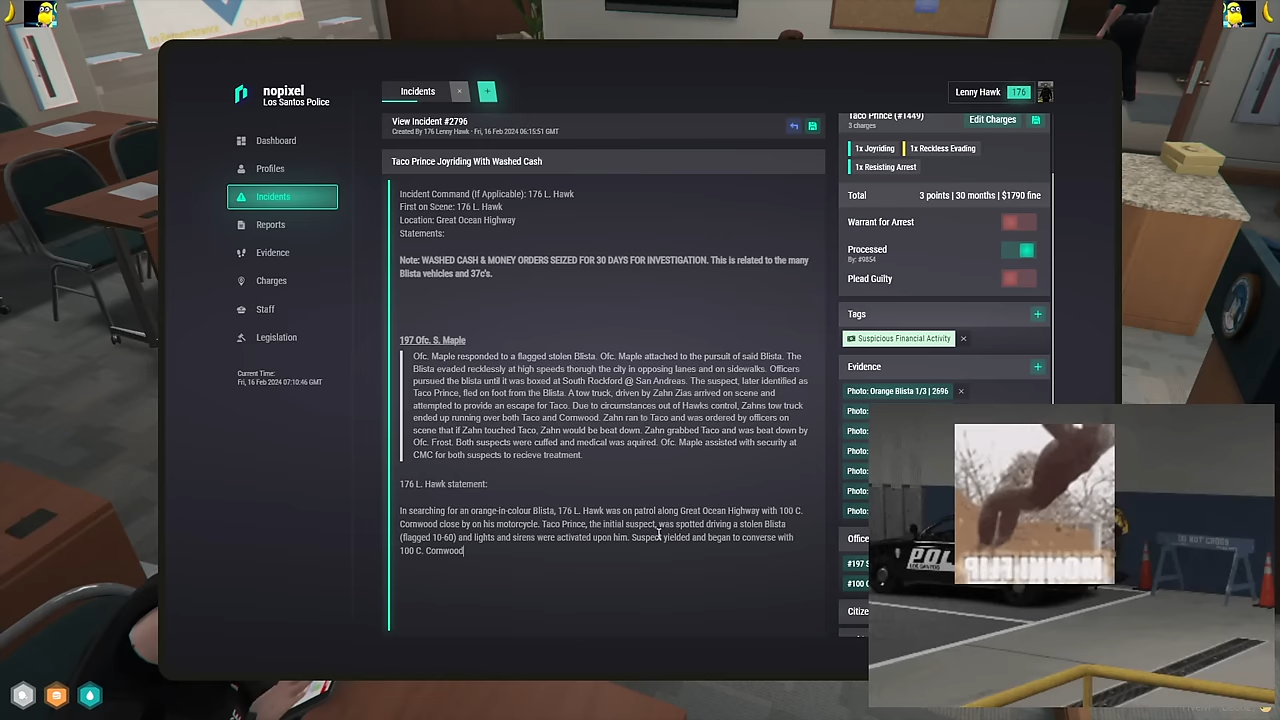 nopixel
Los Santos Police
Dashboard
Profiles
Incidents
Reports
Evidence
Charges
Staff
Legislation
Current Time:
Fri, 16 Feb 2024 07:10:46 GMT
Incidents
×
+
Lenny Hawk 176
View Incident #2796
Created By 176 Lenny Hawk · Fri, 16 Feb 2024 06:15:51 GMT
Taco Prince Joyriding With Washed Cash
Incident Command (If Applicable): 176 L. Hawk
First on Scene: 176 L. Hawk
Location: Great Ocean Highway
Statements:
Note: WASHED CASH & MONEY ORDERS SEIZED FOR 30 DAYS FOR INVESTIGATION. This is related to the many
Blista vehicles and 37c's.
197 Ofc. S. Maple
Ofc. Maple responded to a flagged stolen Blista. Ofc. Maple attached to the pursuit of said Blista. The
Blista evaded recklessly at high speeds thorugh the city in opposing lanes and on sidewalks. Officers
pursued the blista until it was boxed at South Rockford @ San Andreas. The suspect, later identified as
Taco Prince, fled on foot from the Blista. A tow truck, driven by Zahn Zias arrived on scene and
attempted to provide an escape for Taco. Due to circumstances out of Hawks control, Zahns tow truck
ended up running over both Taco and Cornwood. Zahn ran to Taco and was ordered by officers on
scene that if Zahn touched Taco, Zahn would be beat down. Zahn grabbed Taco and was beat down by
Ofc. Frost. Both suspects were cuffed and medical was aquired. Ofc. Maple assisted with security at
CMC for both suspects to recieve treatment.
176 L. Hawk statement:
In searching for an orange-in-colour Blista, 176 L. Hawk was on patrol along Great Ocean Highway with 100 C.
Cornwood close by on his motorcycle. Taco Prince, the initial suspect, was spotted driving a stolen Blista
(flagged 10-60) and lights and sirens were activated upon him. Suspect yielded and began to converse with
100 C. Cornwood
Taco Prince (#1449)
3 charges
Edit Charges
1x Joyriding
1x Reckless Evading
1x Resisting Arrest
Total 3 points | 30 months | $1790 fine
Warrant for Arrest
Processed
By: #9854
Plead Guilty
Tags +
Suspicious Financial Activity ×
Evidence +
Photo: Orange Blista 1/3 | 2696 ×
Photo:
Photo:
Photo:
Photo:
Photo:
Photo:
Office
#197 S
#100 C
Citize
POL
LOS SANTOS
DO NOT CROSS